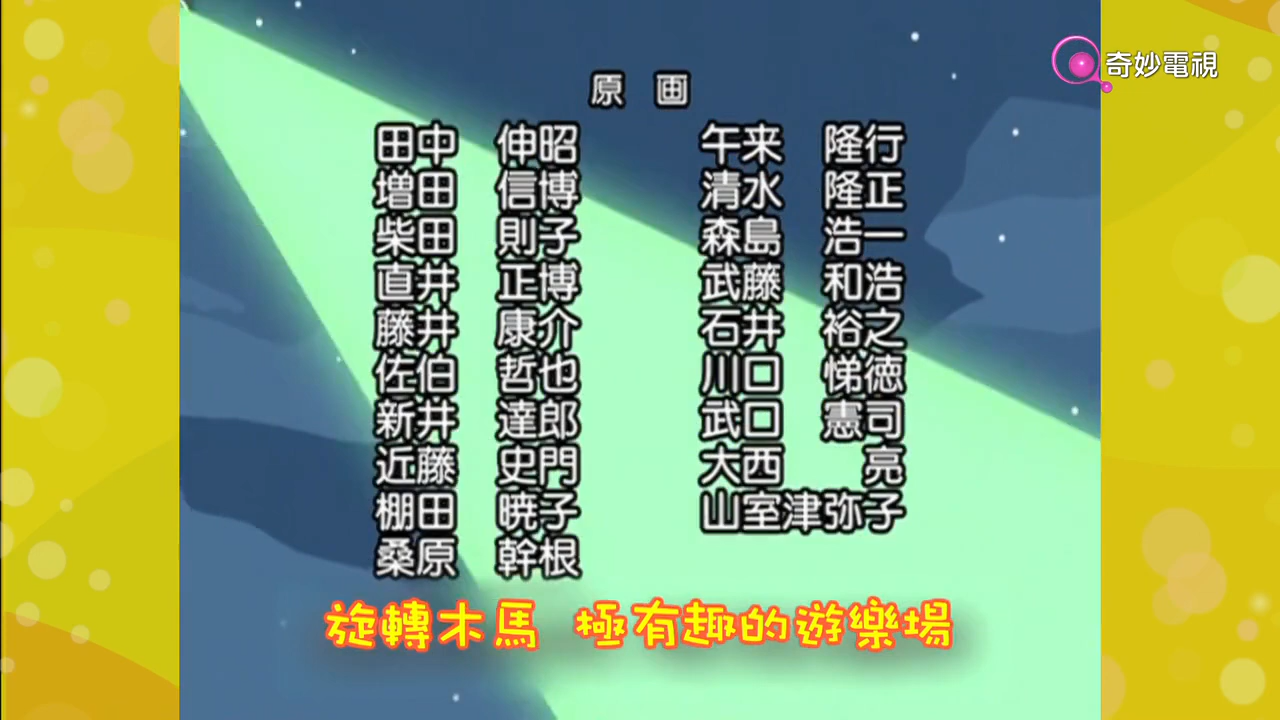 奇妙電視
原画
田中 伸昭
増田 信博
柴田 則子
直井 正博
藤井 康介
佐伯 哲也
新井 達郎
近藤 史門
棚田 暁子
桑原 幹根
午来 隆行
清水 隆正
森島 浩一
武藤 和浩
石井 裕之
川口 悌徳
武口 憲司
大西 亮
山室津弥子
旋轉木馬 極有趣的遊樂場